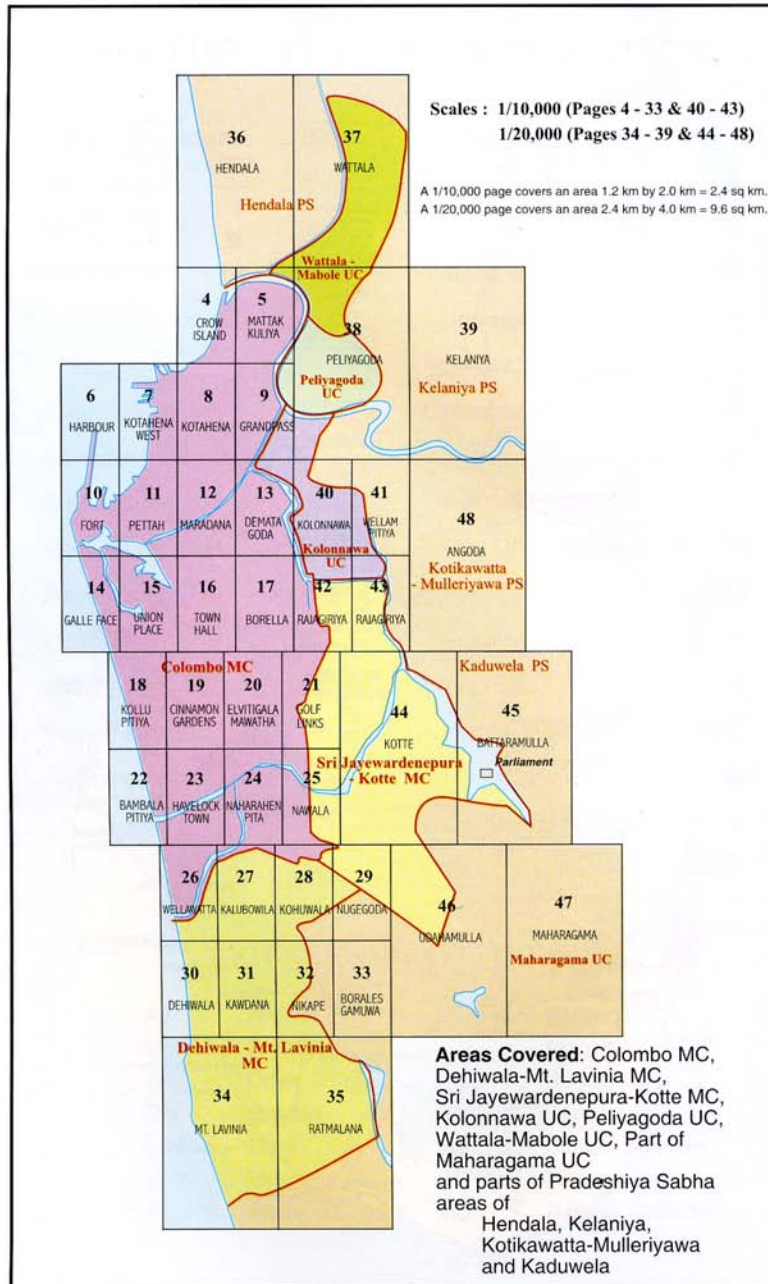 Scales : 1/10,000 (Pages 4 - 33 & 40 - 43)
1/20,000 (Pages 34 - 39 & 44 - 48)
A 1/10,000 page covers an area 1.2 km by 2.0 km = 2.4 sq km.
A 1/20,000 page covers an area 2.4 km by 4.0 km = 9.6 sq km.
36
HENDALA
37
WATTALA
Hendala PS
Wattala -
Mabole UC
4
CROW
ISLAND
5
MATTAK
KULIYA
38
PELIYAGODA
39
KELANIYA
Peliyagoda
UC
Kelaniya PS
6
HARBOUR
7
KOTAHENA
WEST
8
KOTAHENA
9
GRANDPASS
10
FORT
11
PETTAH
12
MARADANA
13
DEMATA
GODA
40
KOLONNAWA
41
WELLAM
PITIYA
48
ANGODA
Kolonnawa
UC
Kotikawatta
- Mulleriyawa PS
14
GALLE FACE
15
UNION
PLACE
16
TOWN
HALL
17
BORELLA
42
RAJAGIRIYA
43
RAJAGIRIYA
Colombo MC
Kaduwela PS
18
KOLLU
PITIYA
19
CINNAMON
GARDENS
20
ELVITIGALA
MAWATHA
21
GOLF
LINKS
44
KOTTE
45
BATTARAMULLA
Parliament
Sri Jayewardenepura
- Kotte MC
22
BAMBALA
PITIYA
23
HAVELOCK
TOWN
24
NAHARAHEN
PITA
25
NAWALA
26
WELLAWATTA
27
KALUBOWILA
28
KOHUWALA
29
NUGEGODA
46
UDAHAMULLA
47
MAHARAGAMA
Maharagama UC
30
DEHIWALA
31
KAWDANA
32
NIKAPE
33
BORALES
GAMUWA
Dehiwala - Mt. Lavinia
MC
34
MT. LAVINIA
35
RATMALANA
Areas Covered: Colombo MC,
Dehiwala-Mt. Lavinia MC,
Sri Jayewardenepura-Kotte MC,
Kolonnawa UC, Peliyagoda UC,
Wattala-Mabole UC, Part of
Maharagama UC
and parts of Pradeshiya Sabha
areas of
Hendala, Kelaniya,
Kotikawatta-Mulleriyawa
and Kaduwela